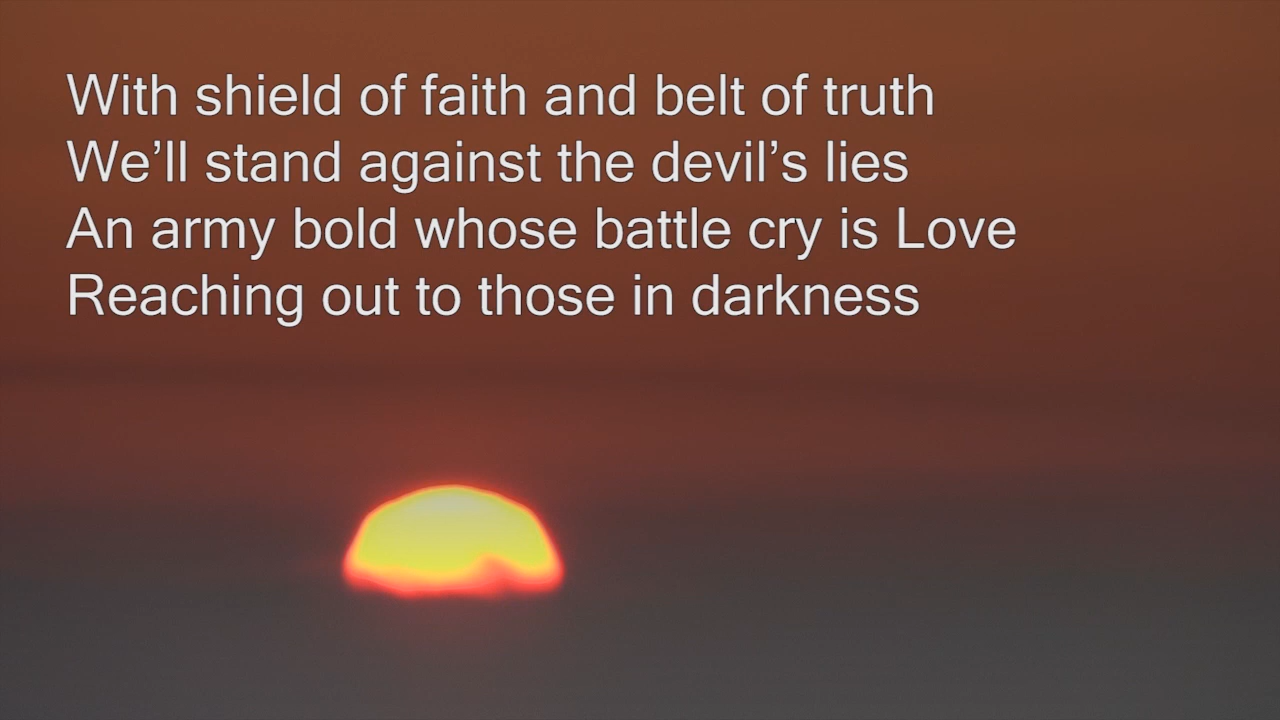 With shield of faith and belt of truth
We’ll stand against the devil’s lies
An army bold whose battle cry is Love
Reaching out to those in darkness